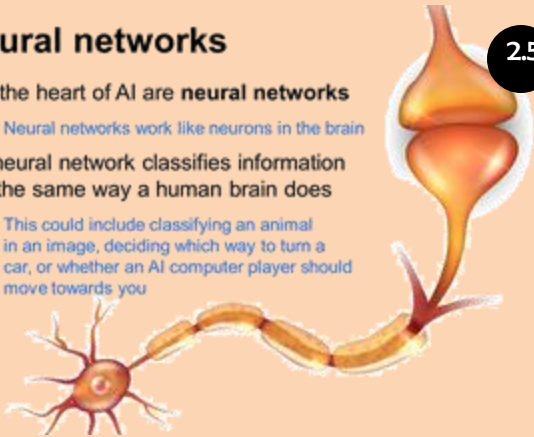 ural networks
2.5
the heart of AI are neural networks
Neural networks work like neurons in the brain
neural network classifies information
the same way a human brain does
This could include classifying an animal
in an image, deciding which way to turn a
car, or whether an AI computer player should
move towards you